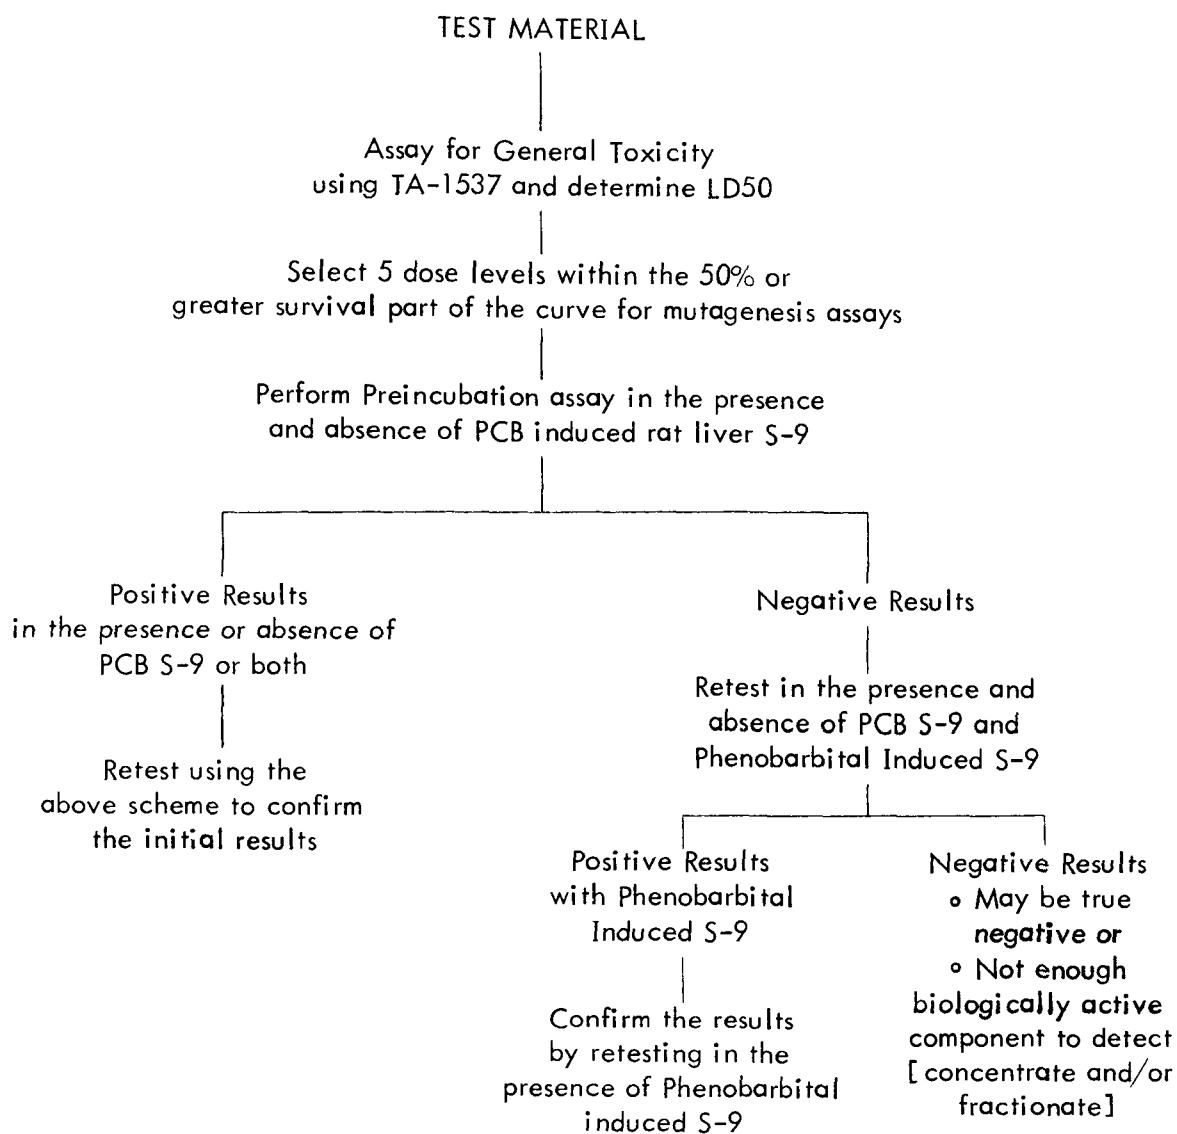 TEST MATERIAL
Assay for General Toxicity
using TA-1537 and determine LD50
Select 5 dose levels within the 50% or
greater survival part of the curve for mutagenesis assays
Perform Preincubation assay in the presence
and absence of PCB induced rat liver S-9
Positive Results
in the presence or absence of
PCB S-9 or both
Retest using the
above scheme to confirm
the initial results
Negative Results
Retest in the presence and
absence of PCB S-9 and
Phenobarbital Induced S-9
Positive Results
with Phenobarbital
Induced S-9
Confirm the results
by retesting in the
presence of Phenobarbital
induced S-9
Negative Results
o May be true
negative or
o Not enough
biologically active
component to detect
[concentrate and/or
fractionate]